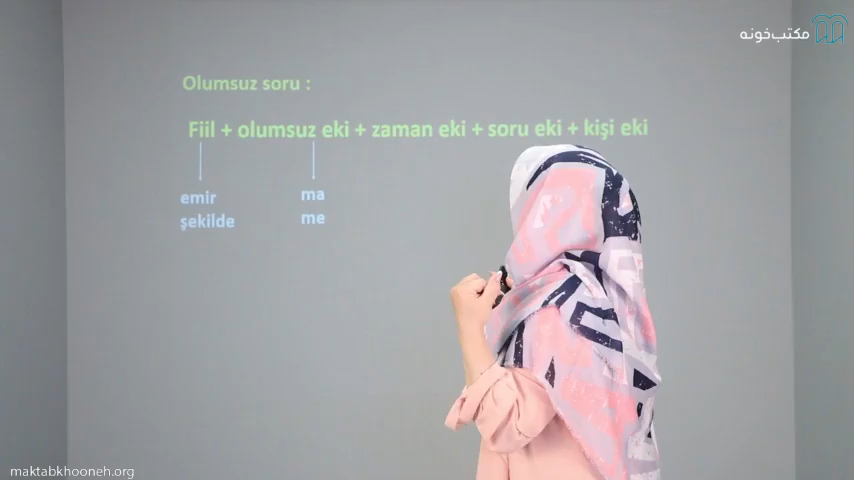 مکتب‌خونه
Olumsuz soru :
Fiil + olumsuz eki + zaman eki + soru eki + kişi eki
emir ma
şekilde me
maktabkhooneh.org